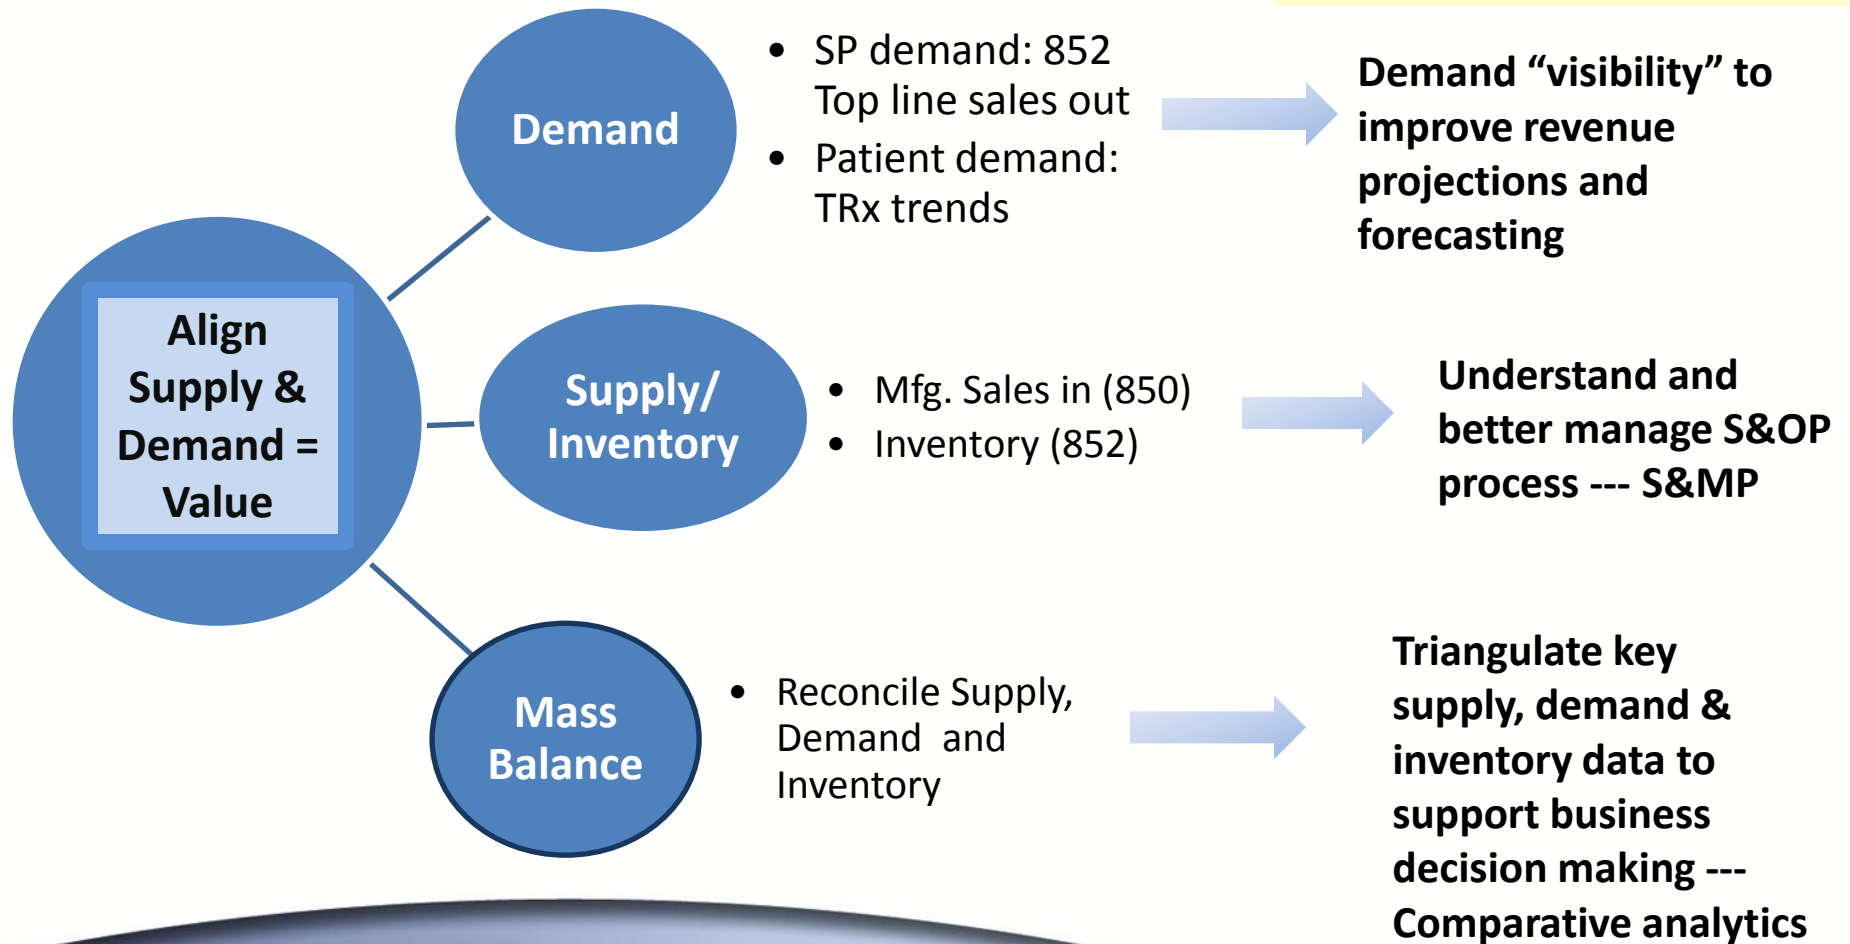 Align
Supply &
Demand =
Value
Demand
• SP demand: 852
Top line sales out
• Patient demand:
TRx trends
Demand “visibility” to
improve revenue
projections and
forecasting
Supply/
Inventory
• Mfg. Sales in (850)
• Inventory (852)
Understand and
better manage S&OP
process --- S&MP
Mass
Balance
• Reconcile Supply,
Demand and
Inventory
Triangulate key
supply, demand &
inventory data to
support business
decision making ---
Comparative analytics